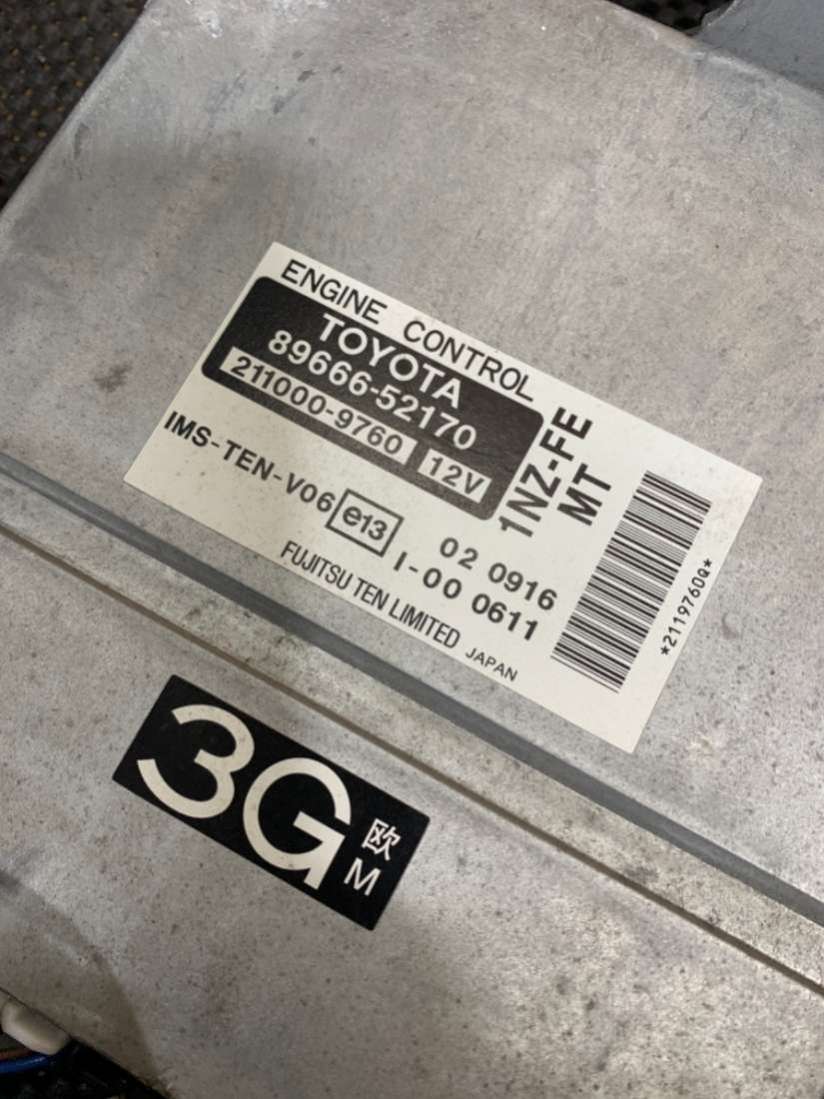 ENGINE CONTROL
TOYOTA
89666-52170
211000-9760 12V
1NZ-FE
MT
IMS-TEN-V06 e13 02 0916
I-00 0611
FUJITSU TEN LIMITED JAPAN
*2119760Q*
3G 欧
M